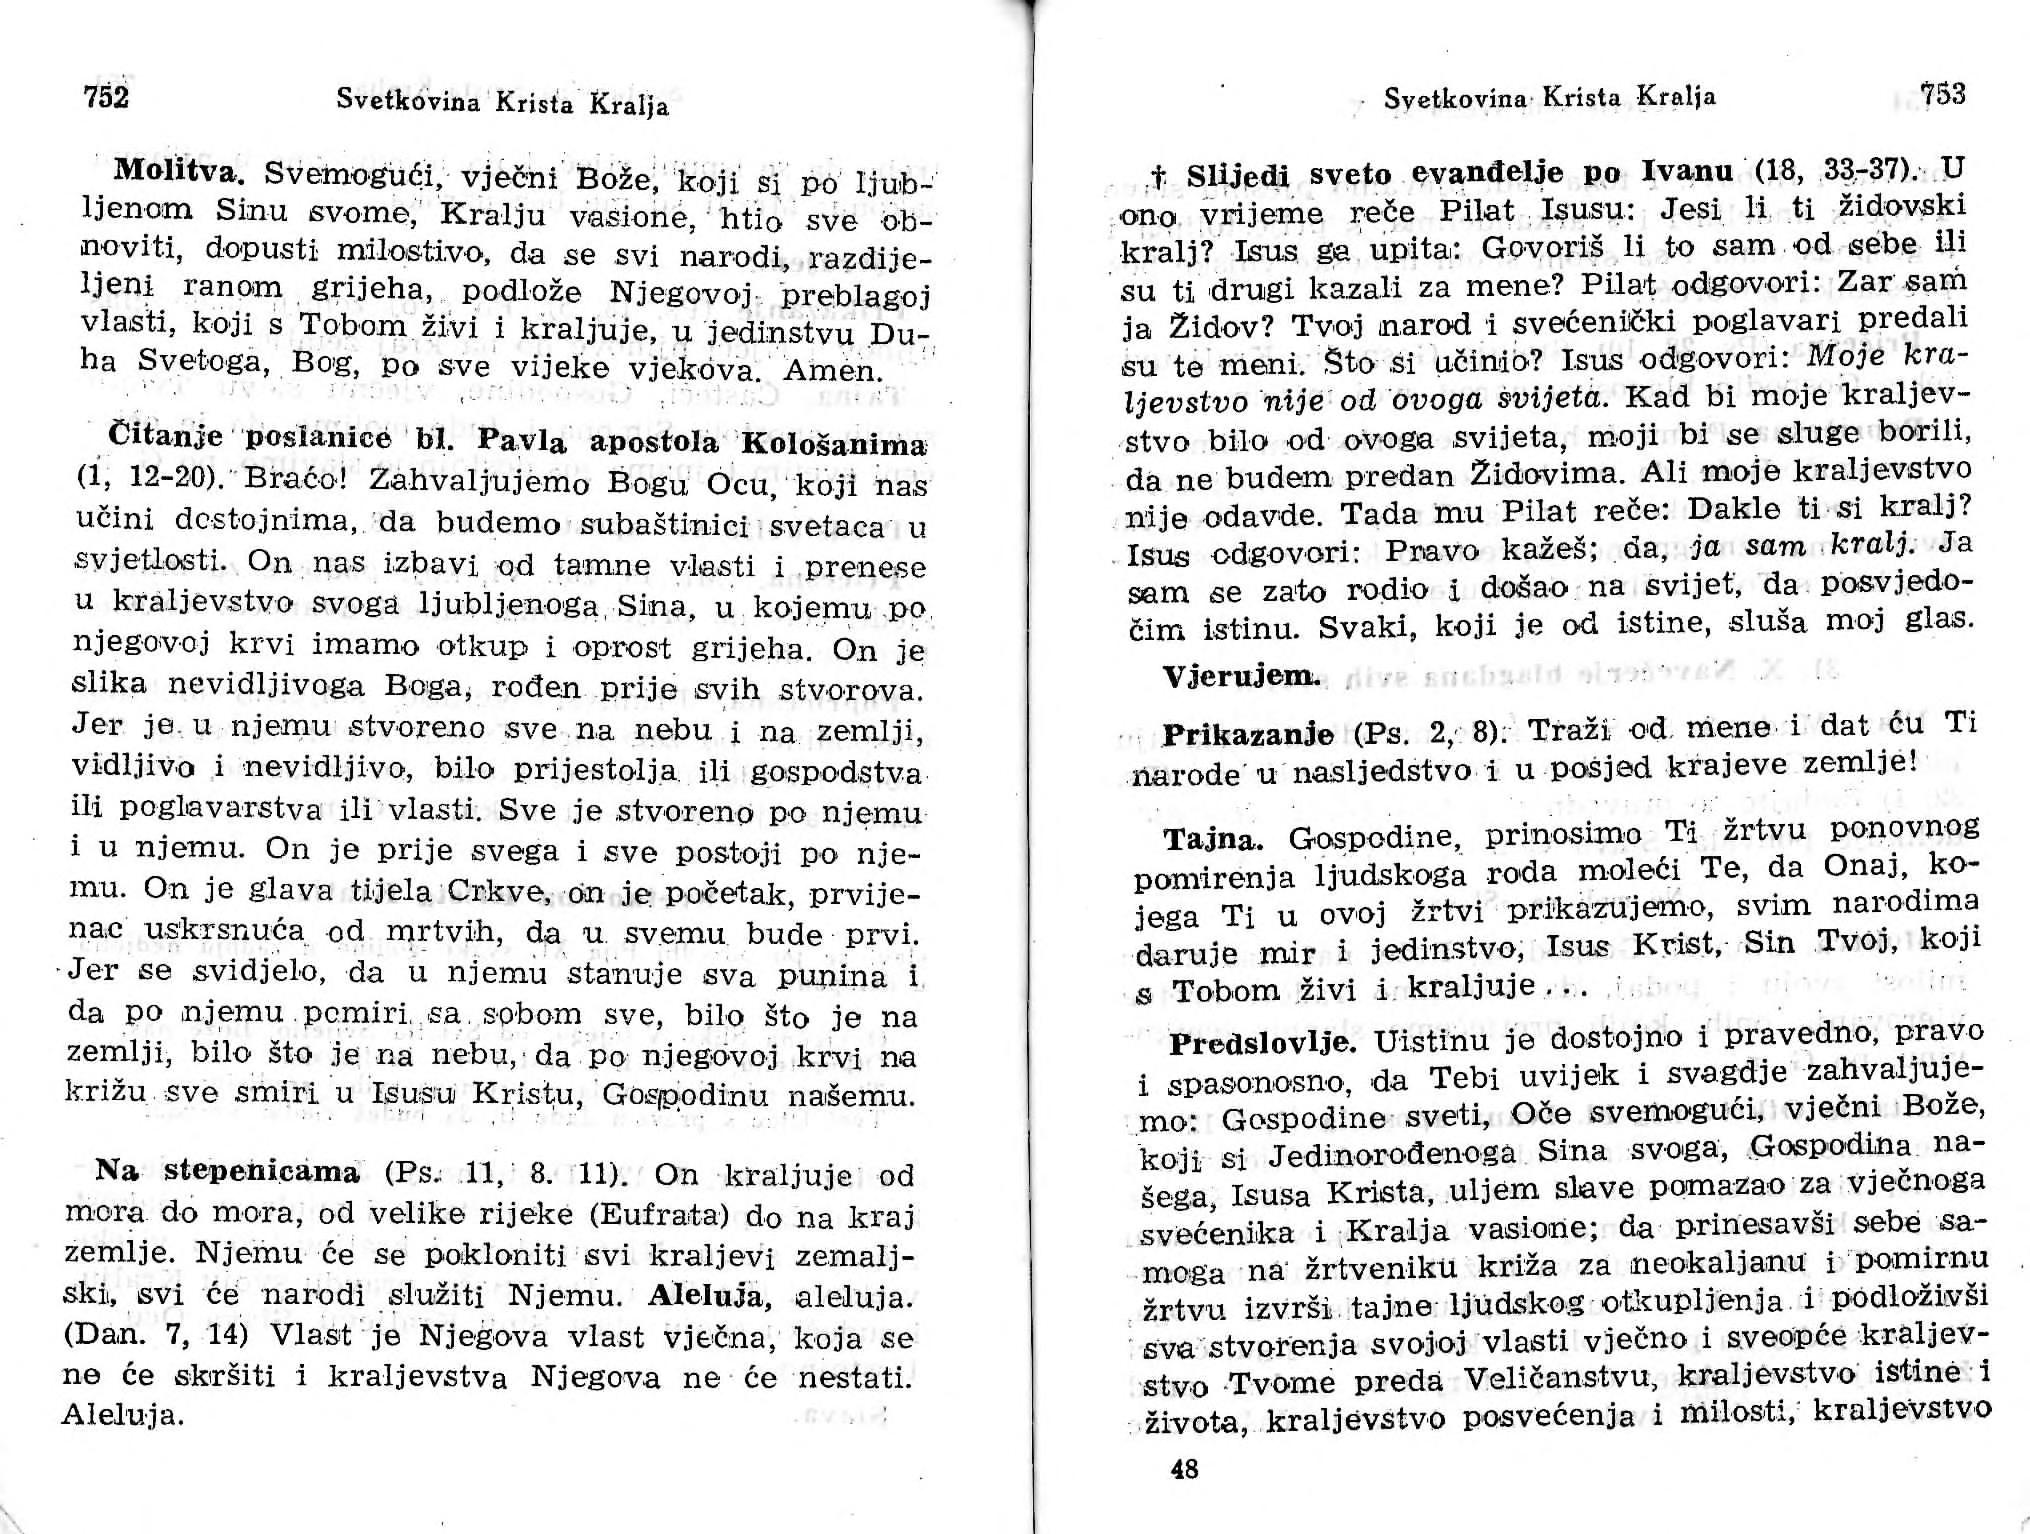 752
Svetkovina Krista Kralja
Molitva. Svemogući, vječni Bože, koji si po ljub-
ljenom Sinu svome, Kralju vasione, htio sve ob-
noviti, dopusti milostivo, da se svi narodi, razdije-
ljeni ranom grijeha, podlože Njegovoj preblagoj
vlasti, koji s Tobom živi i kraljuje, u jedinstvu Du-
ha Svetoga, Bog, po sve vijeke vjekova. Amen.
Čitanje poslanice bl. Pavla apostola Kološanima
(1, 12-20). Braćo! Zahvaljujemo Bogu Ocu, koji nas
učini dostojnima, da budemo subaštinici svetaca u
svjetlosti. On nas izbavi od tamne vlasti i prenese
u kraljevstvo svoga ljubljenoga Sina, u kojemu po
njegovoj krvi imamo otkup i oprost grijeha. On je
slika nevidljivoga Boga, rođen prije svih stvorova.
Jer je u njemu stvoreno sve na nebu i na zemlji,
vidljivo i nevidljivo, bilo prijestolja ili gospodstva
ili poglavarstva ili vlasti. Sve je stvoreno po njemu
i u njemu. On je prije svega i sve postoji po nje-
mu. On je glava tijela Crkve, on je početak, prvije-
nac uskrsnuća od mrtvih, da u svemu bude prvi.
Jer se svidjelo, da u njemu stanuje sva punina i
da po njemu pomiri sa sobom sve, bilo što je na
zemlji, bilo što je na nebu, da po njegovoj krvi na
križu sve smiri u Isusu Kristu, Gospodinu našemu.
Na stepenicama (Ps. 11, 8. 11). On kraljuje od
mora do mora, od velike rijeke (Eufrata) do na kraj
zemlje. Njemu će se pokloniti svi kraljevi zemalj-
ski, svi će narodi služiti Njemu. Aleluja, aleluja.
(Dan. 7, 14) Vlast je Njegova vlast vječna, koja se
ne će skršiti i kraljevstva Njegova ne će nestati.
Aleluja.
Svetkovina Krista Kralja
753
† Slijedi sveto evanđelje po Ivanu (18, 33-37). U
ono vrijeme reče Pilat Isusu: Jesi li ti židovski
kralj? Isus ga upita: Govoriš li to sam od sebe ili
su ti drugi kazali za mene? Pilat odgovori: Zar sam
ja Židov? Tvoj narod i svećenički poglavari predali
su te meni. Što si učinio? Isus odgovori: Moje kra-
ljevstvo nije od ovoga svijeta. Kad bi moje kraljev-
stvo bilo od ovoga svijeta, moji bi se sluge borili,
da ne budem predan Židovima. Ali moje kraljevstvo
nije odavde. Tada mu Pilat reče: Dakle ti si kralj?
Isus odgovori: Pravo kažeš; da, ja sam kralj. Ja
sam se zato rodio i došao na svijet, da posvjedo-
čim istinu. Svaki, koji je od istine, sluša moj glas.
Vjerujem.
Prikazanje (Ps. 2, 8). Traži od mene i dat ću Ti
narode u nasljedstvo i u posjed krajeve zemlje!
Tajna. Gospodine, prinosimo Ti žrtvu ponovnog
pomirenja ljudskoga roda moleći Te, da Onaj, ko-
jega Ti u ovoj žrtvi prikazujemo, svim narodima
daruje mir i jedinstvo, Isus Krist, Sin Tvoj, koji
s Tobom živi i kraljuje...
Predslovlje. Uistinu je dostojno i pravedno, pravo
i spasonosno, da Tebi uvijek i svagdje zahvaljuje-
mo: Gospodine sveti, Oče svemogući, vječni Bože,
koji si Jedinorođenoga Sina svoga, Gospodina na-
šega, Isusa Krista, uljem slave pomazao za vječnoga
svećenika i Kralja vasione; da prinesavši sebe sa-
moga na žrtveniku križa za neokaljanu i pomirnu
žrtvu izvrši tajne ljudskog otkupljenja i podloživši
sva stvorenja svojoj vlasti vječno i sveopće kraljev-
stvo Tvome preda Veličanstvu, kraljevstvo istine i
života, kraljevstvo posvećenja i milosti, kraljevstvo
48